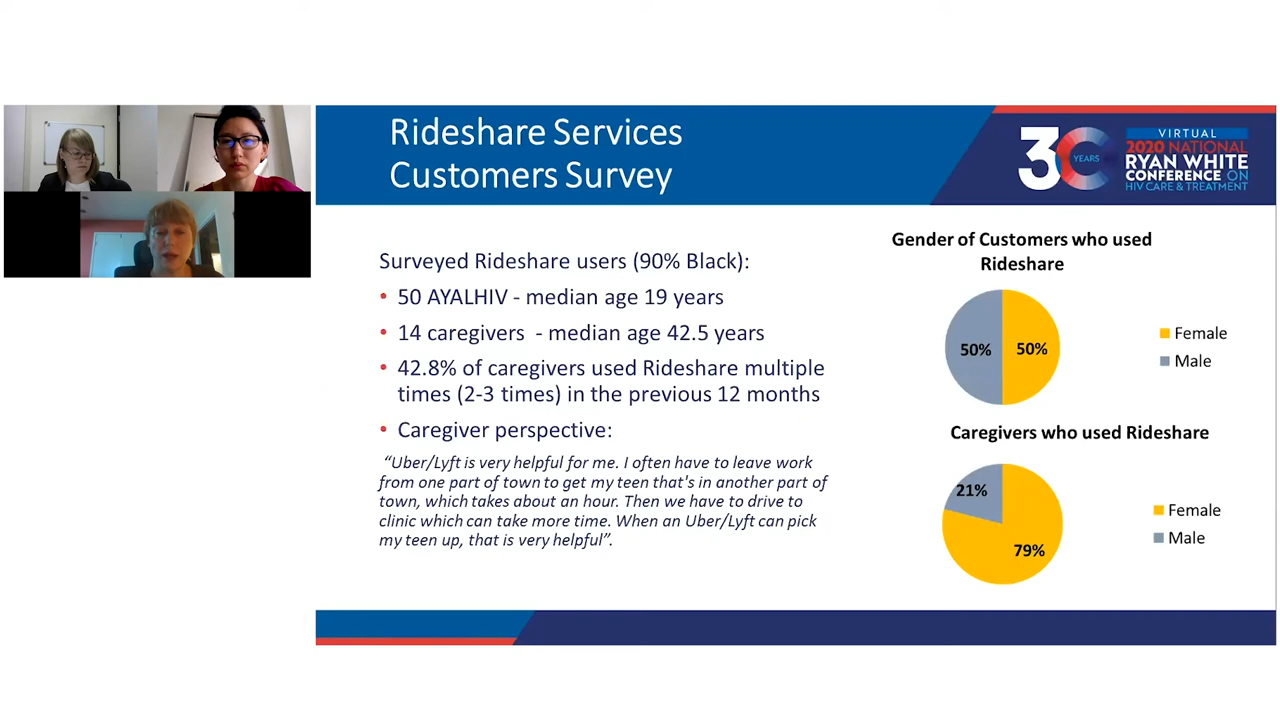 Rideshare Services
Customers Survey
3C
YEARS
VIRTUAL
2020 NATIONAL
RYAN WHITE
CONFERENCE ON
HIV CARE & TREATMENT
Surveyed Rideshare users (90% Black):
• 50 AYALHIV - median age 19 years
• 14 caregivers - median age 42.5 years
• 42.8% of caregivers used Rideshare multiple
times (2-3 times) in the previous 12 months
• Caregiver perspective:
“Uber/Lyft is very helpful for me. I often have to leave work
from one part of town to get my teen that's in another part of
town, which takes about an hour. Then we have to drive to
clinic which can take more time. When an Uber/Lyft can pick
my teen up, that is very helpful”.
Gender of Customers who used
Rideshare
50%
50%
Female
Male
Caregivers who used Rideshare
21%
79%
Female
Male